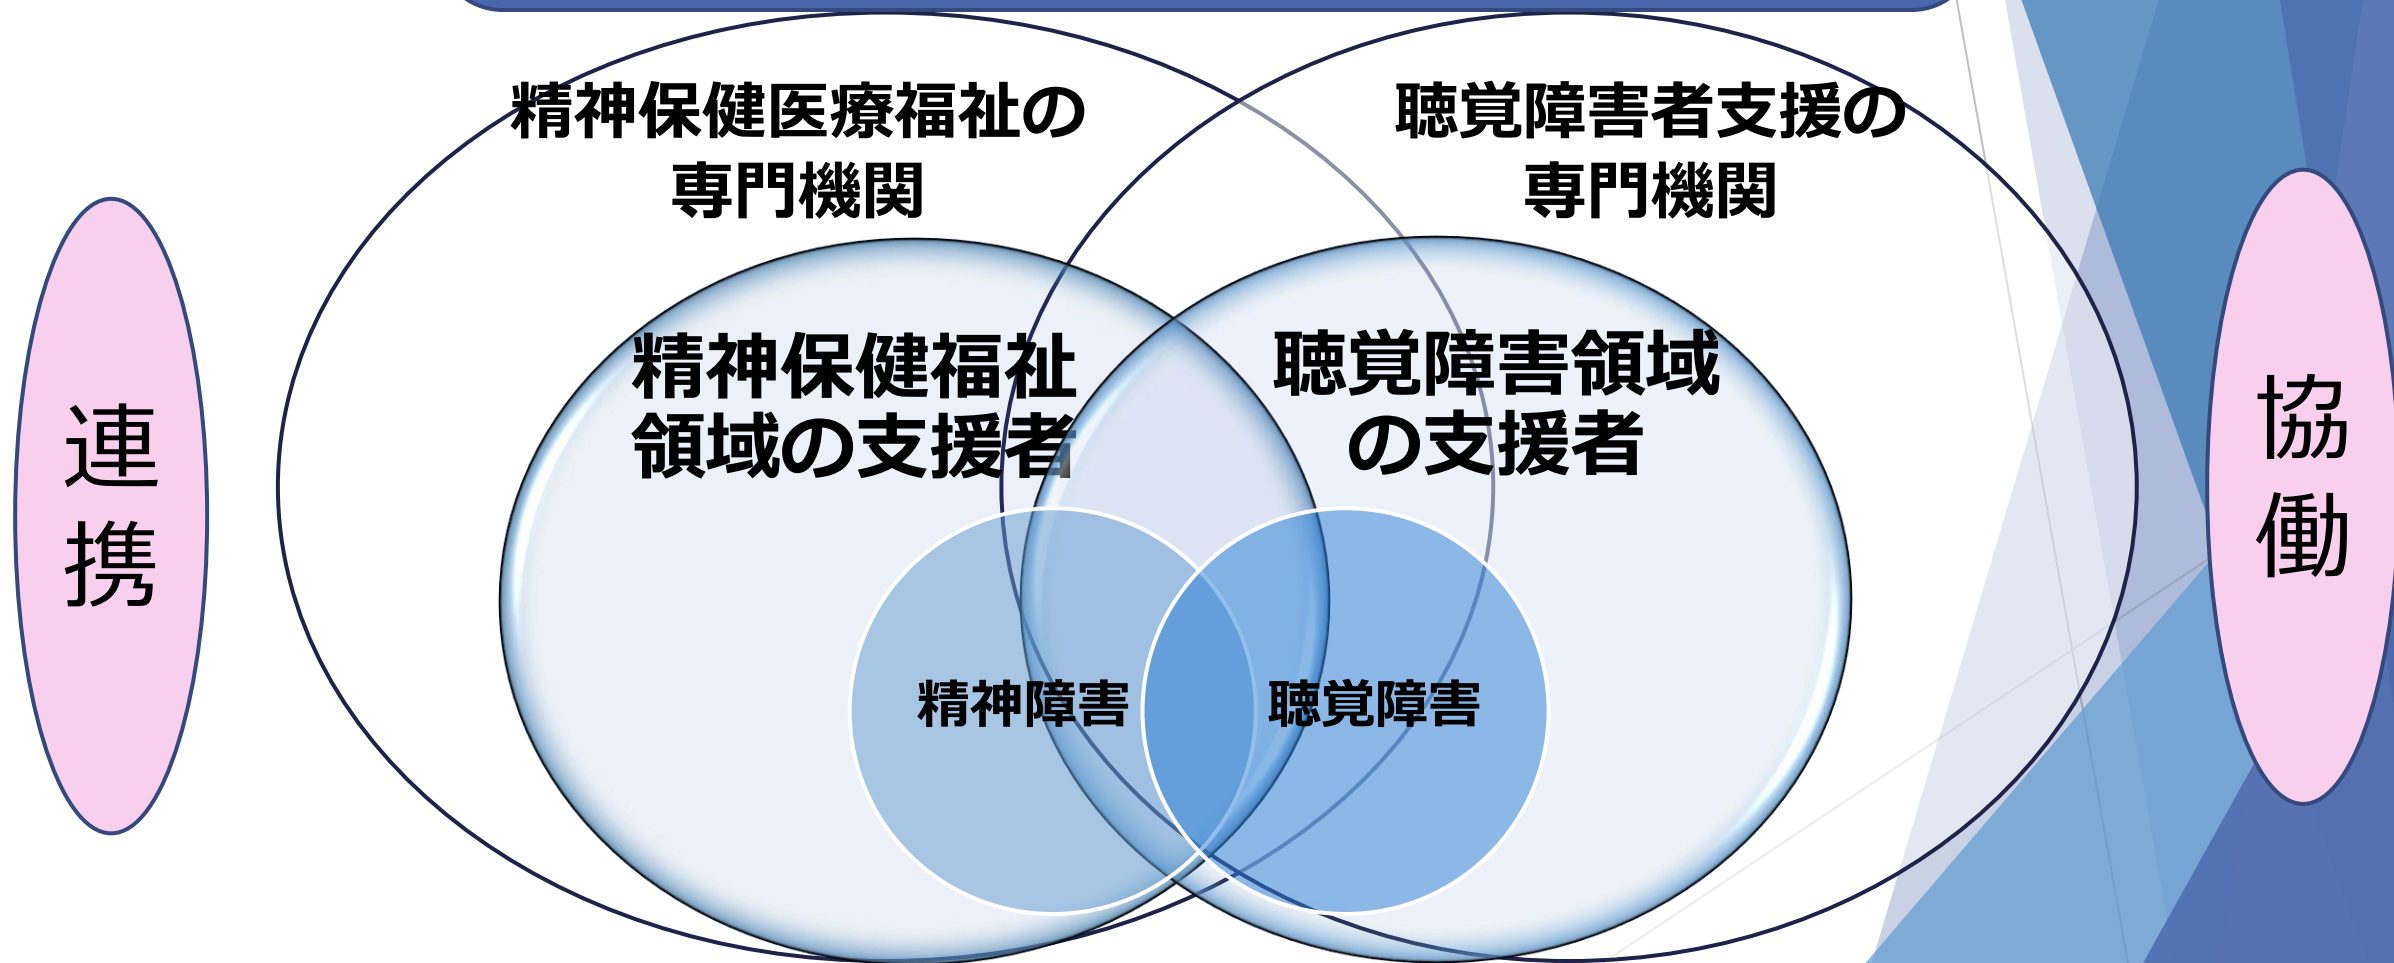 精神保健医療福祉の
専門機関
聴覚障害者支援の
専門機関
精神保健福祉
領域の支援者
聴覚障害領域
の支援者
連
携
協
働
精神障害
聴覚障害